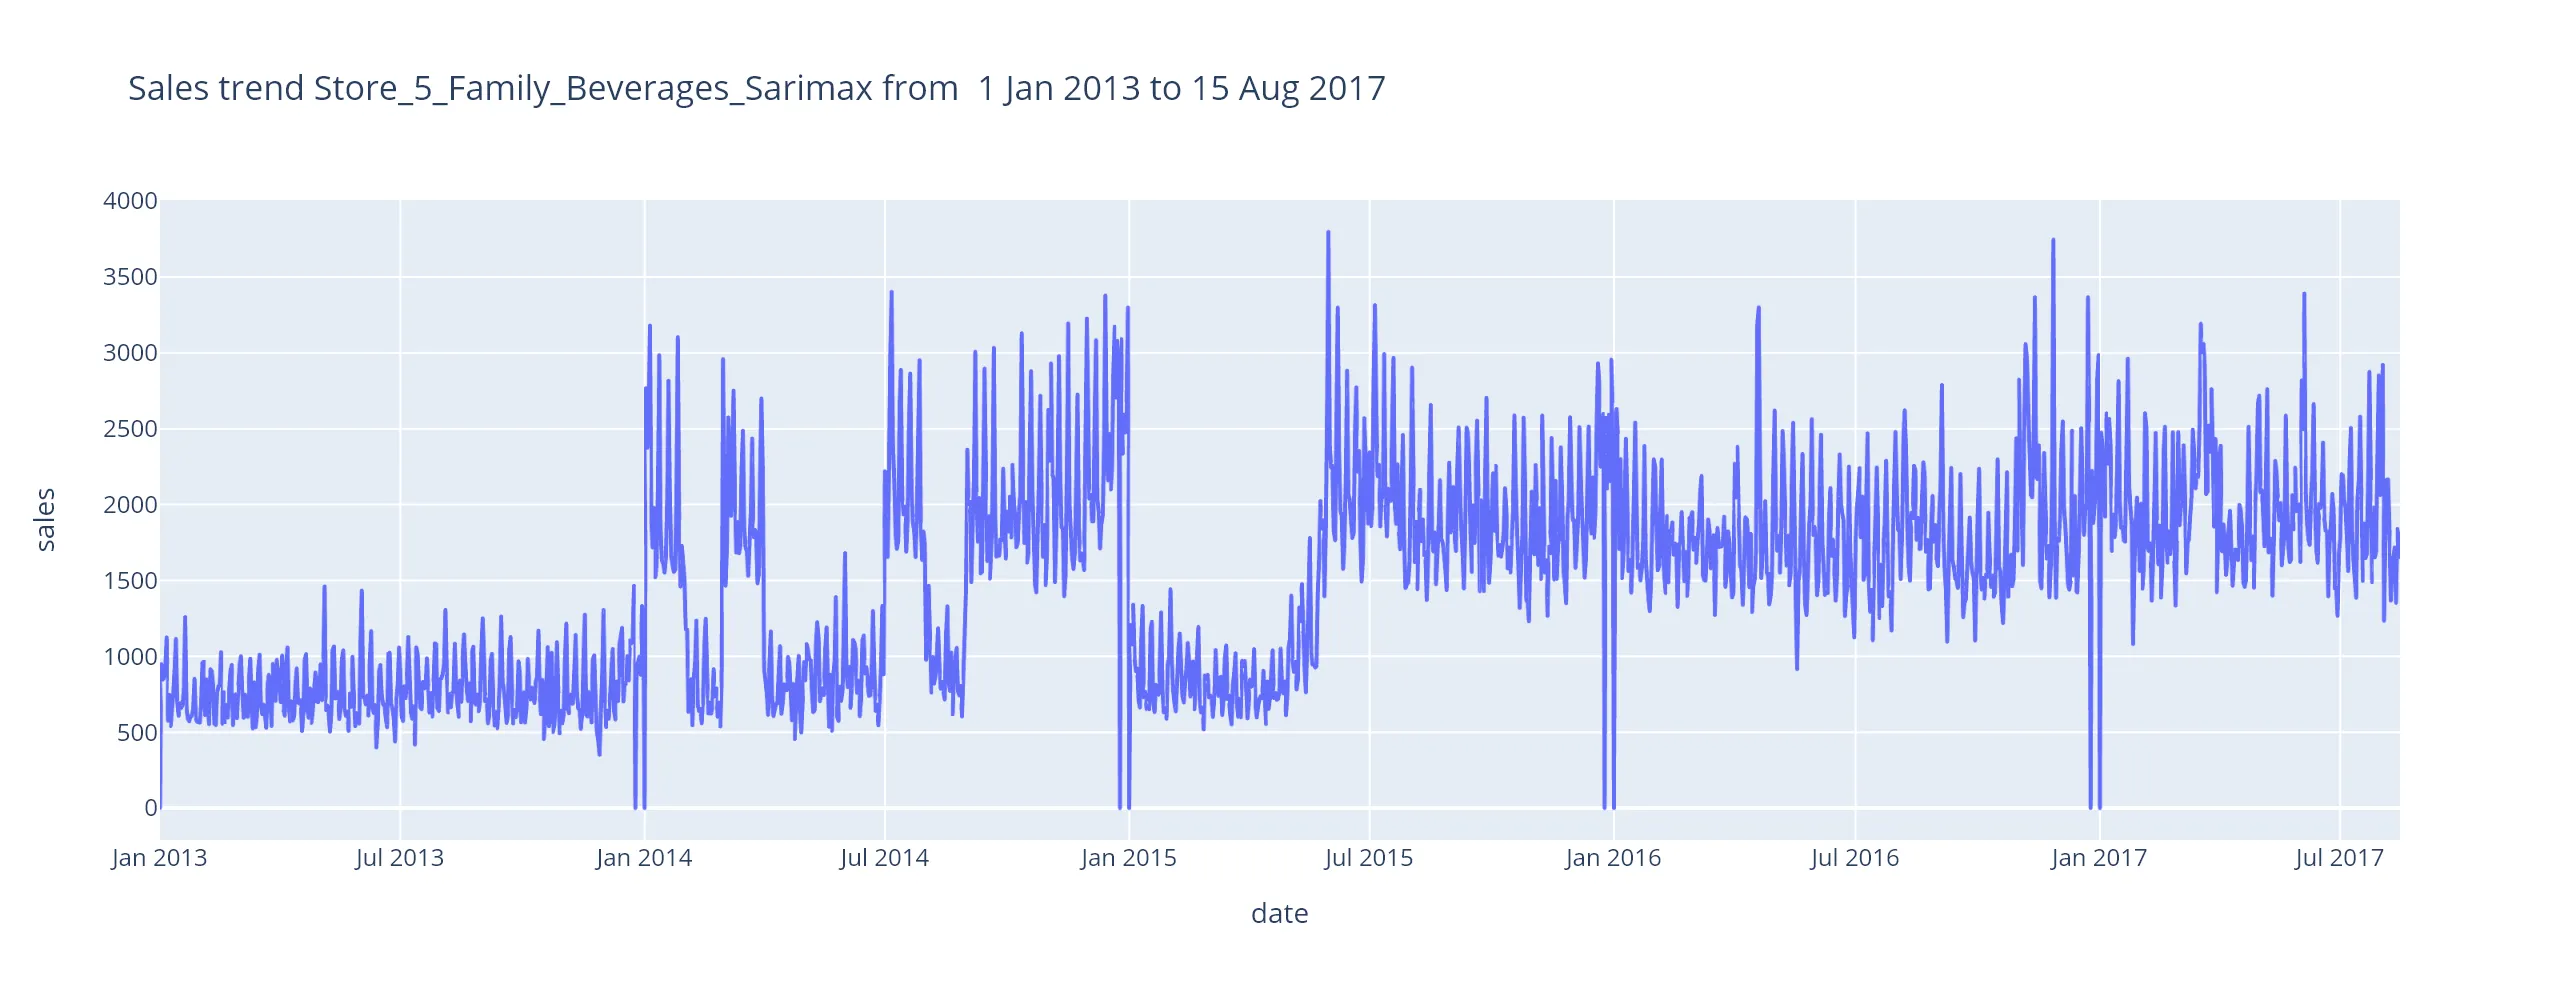 Sales trend Store_5_Family_Beverages_Sarimax from  1 Jan 2013 to 15 Aug 2017
4000
3500
3000
2500
2000
1500
1000
500
0
sales
Jan 2013 Jul 2013 Jan 2014 Jul 2014 Jan 2015 Jul 2015 Jan 2016 Jul 2016 Jan 2017 Jul 2017
date